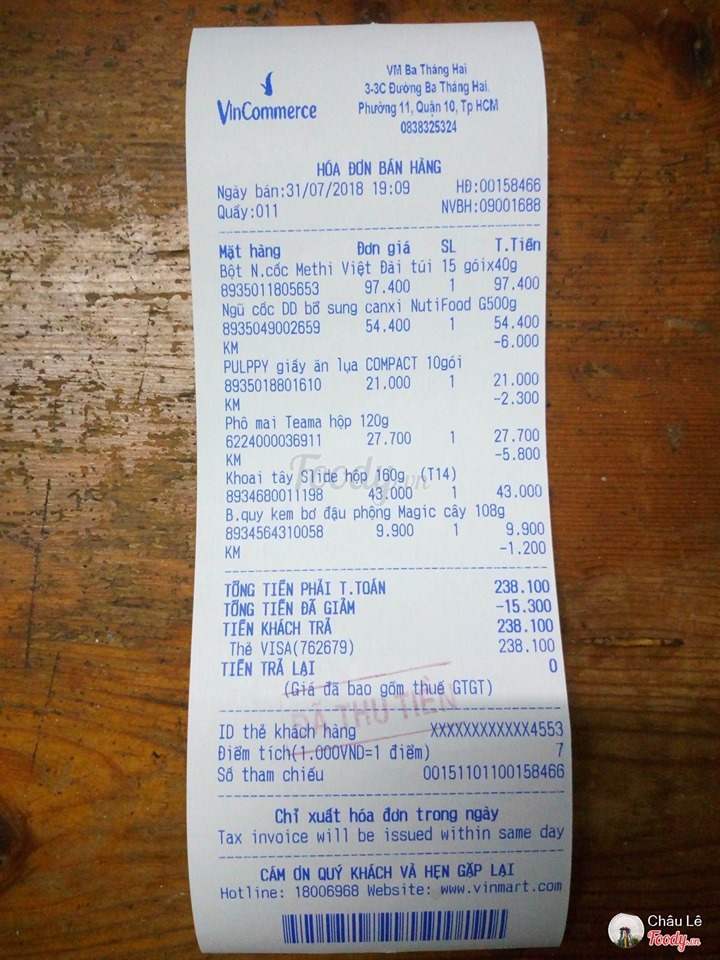 VinCommerce
VM Ba Tháng Hai
3-3C Đường Ba Tháng Hai,
Phường 11, Quận 10, Tp HCM
0838325324
HÓA ĐƠN BÁN HÀNG
Ngày bán:31/07/2018 19:09 HĐ:00158466
Quầy:011 NVBH:09001688
Mặt hàng Đơn giá SL T.Tiền
Bột N.cốc Methi Việt Đài túi 15 góix40g
8935011805653 97.400 1 97.400
Ngũ cốc DD bổ sung canxi NutiFood G500g
8935049002659 54.400 1 54.400
KM -6.000
PULPPY giấy ăn lụa COMPACT 10gói
8935018801610 21.000 1 21.000
KM -2.300
Phô mai Teama hộp 120g
6224000036911 27.700 1 27.700
KM -5.800
Khoai tây Slide hộp 160g (T14)
8934680011198 43.000 1 43.000
B.quy kem bơ đậu phộng Magic cây 108g
8934564310058 9.900 1 9.900
KM -1.200
TỔNG TIỀN PHẢI T.TOÁN 238.100
TỔNG TIỀN ĐÃ GIẢM -15.300
TIỀN KHÁCH TRẢ 238.100
Thẻ VISA(762679) 238.100
TIỀN TRẢ LẠI 0
(Giá đã bao gồm thuế GTGT)
ĐÃ THU TIỀN
ID thẻ khách hàng XXXXXXXXXXXX4553
Điểm tích(1.000VND=1 điểm) 7
Số tham chiếu 00151101100158466
Chỉ xuất hóa đơn trong ngày
Tax invoice will be issued within same day
CẢM ƠN QUÝ KHÁCH VÀ HẸN GẶP LẠI
Hotline: 18006968 Website: www.vinmart.com
Foody.vn
Châu Lê
Foody.vn